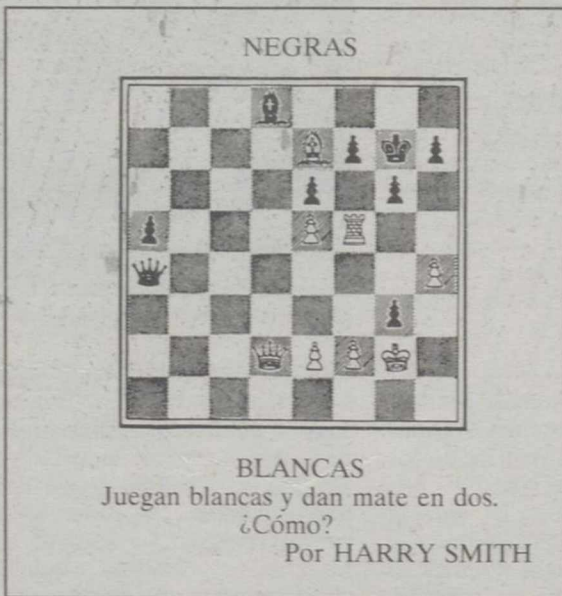 NEGRAS
BLANCAS
Juegan blancas y dan mate en dos.
¿Cómo?
Por HARRY SMITH